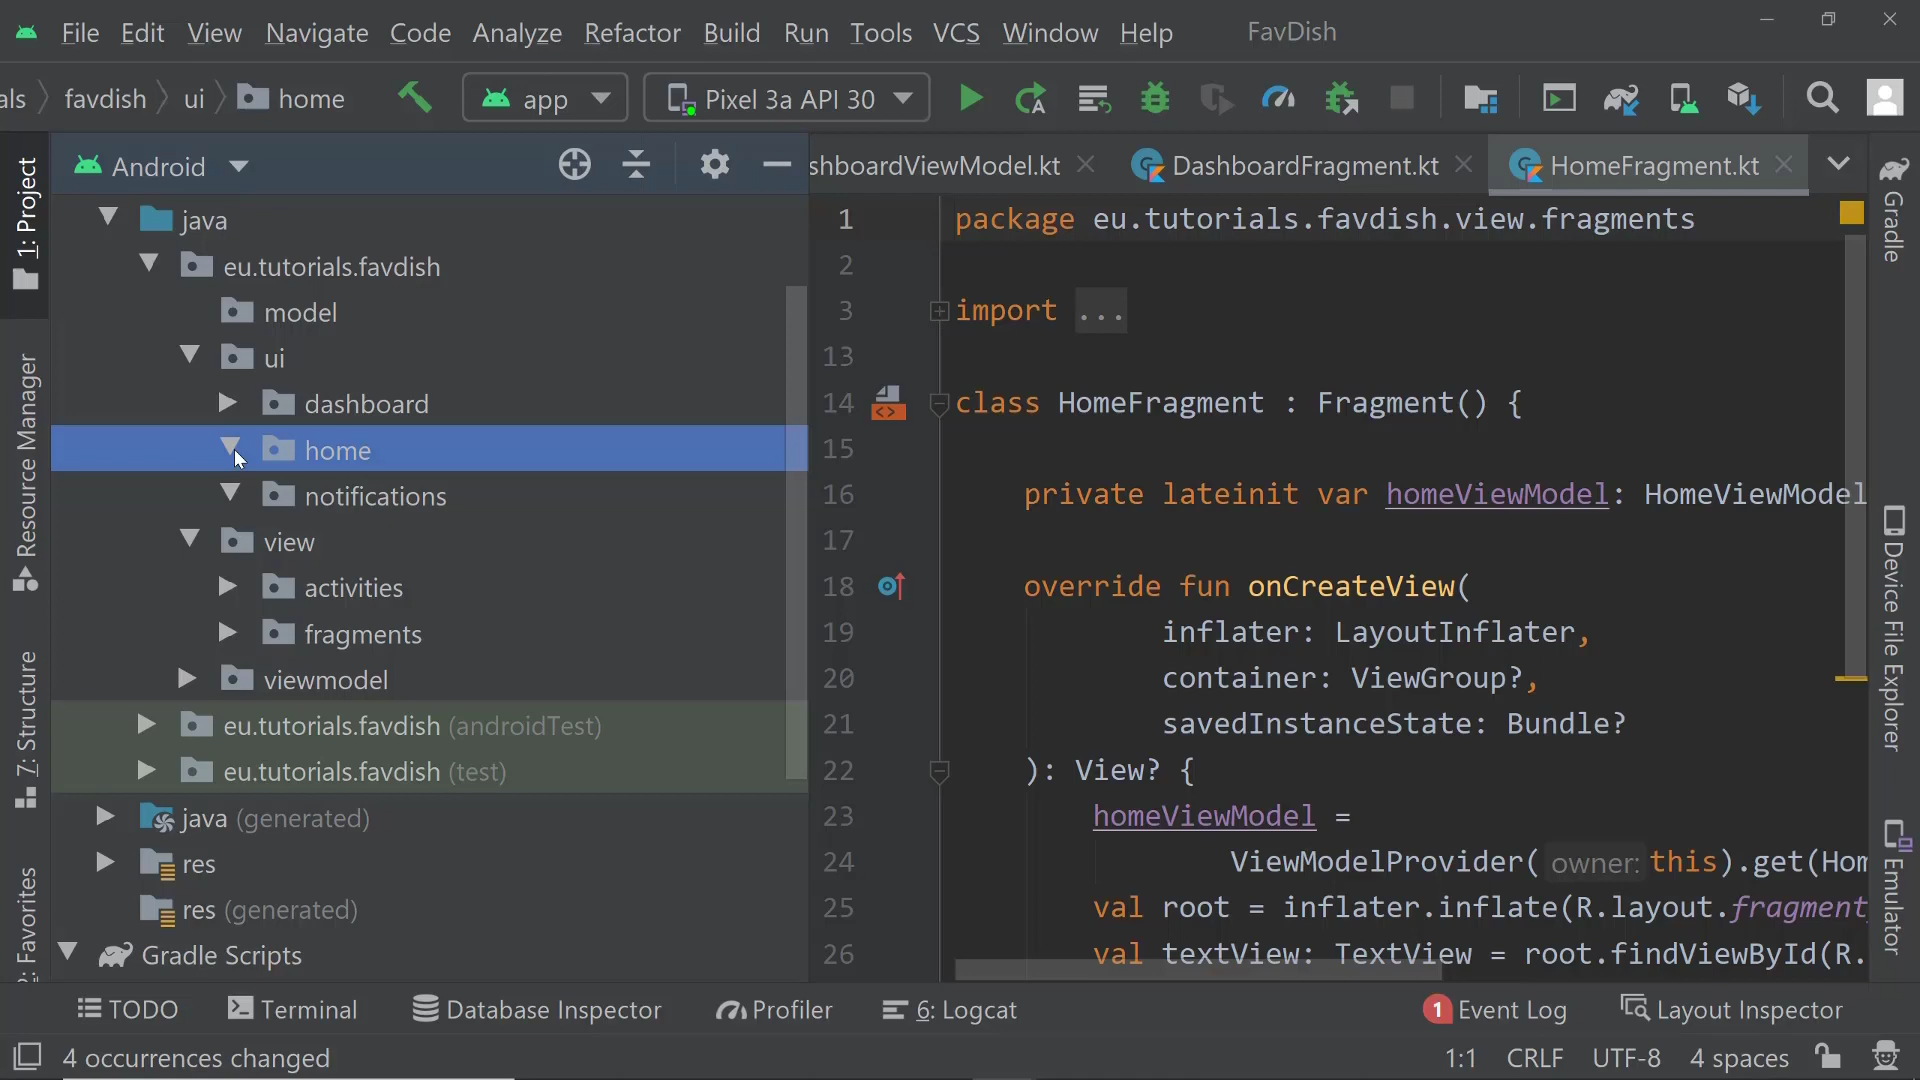 File Edit View Navigate Code Analyze Refactor Build Run Tools VCS Window Help FavDish
als favdish ui home app Pixel 3a API 30
Android
shboardViewModel.kt DashboardFragment.kt HomeFragment.kt
1: Project
Resource Manager
7: Structure
Favorites
java
eu.tutorials.favdish
model
ui
dashboard
home
notifications
view
activities
fragments
viewmodel
eu.tutorials.favdish (androidTest)
eu.tutorials.favdish (test)
java (generated)
res
res (generated)
Gradle Scripts
1 package eu.tutorials.favdish.view.fragments
2
3 import ...
13
14 class HomeFragment : Fragment() {
15
16 private lateinit var homeViewModel: HomeViewModel
17
18 override fun onCreateView(
19 inflater: LayoutInflater,
20 container: ViewGroup?,
21 savedInstanceState: Bundle?
22 ): View? {
23 homeViewModel =
24 ViewModelProvider( owner: this).get(Hom
25 val root = inflater.inflate(R.layout.fragment
26 val textView: TextView = root.findViewById(R.
Gradle
Device File Explorer
Emulator
TODO Terminal Database Inspector Profiler 6: Logcat 1 Event Log Layout Inspector
4 occurrences changed 1:1 CRLF UTF-8 4 spaces